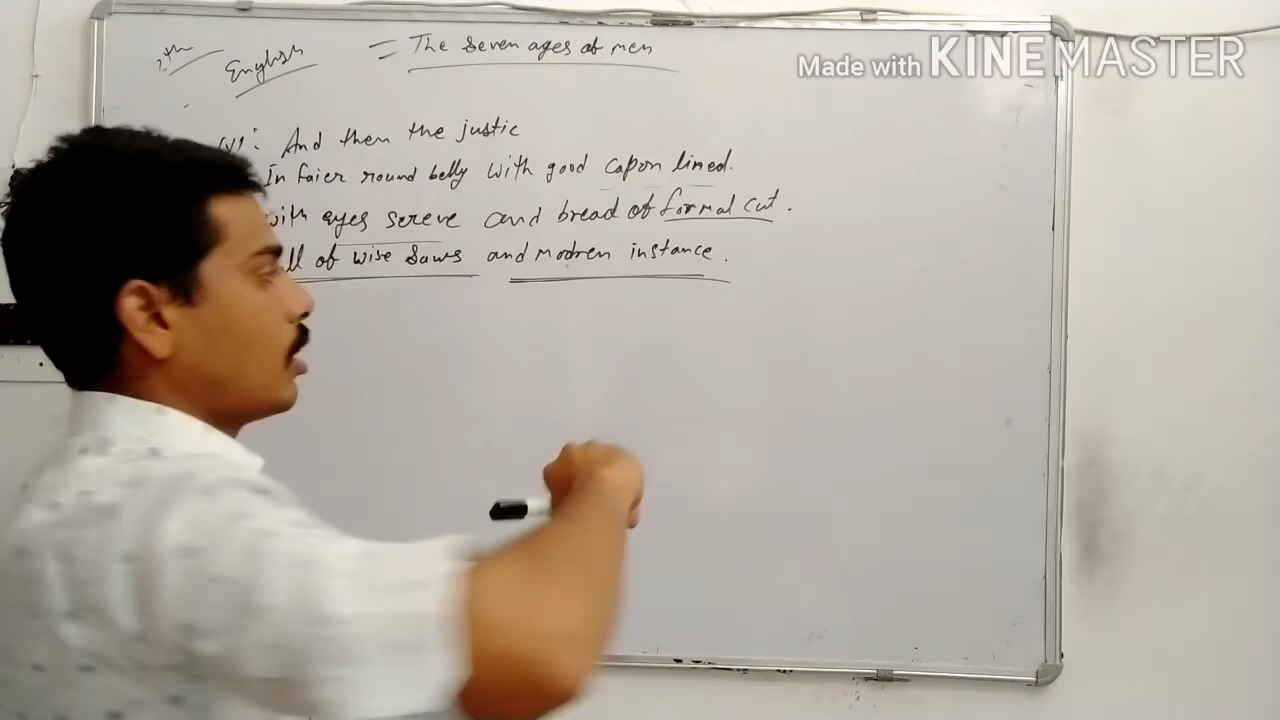 English = The Seven ages of men
Made with KINEMASTER
And then the justic
In faier round belly with good capon lined.
with eyes sereve and bread of formal cut.
ll of wise Saws and modren instance.